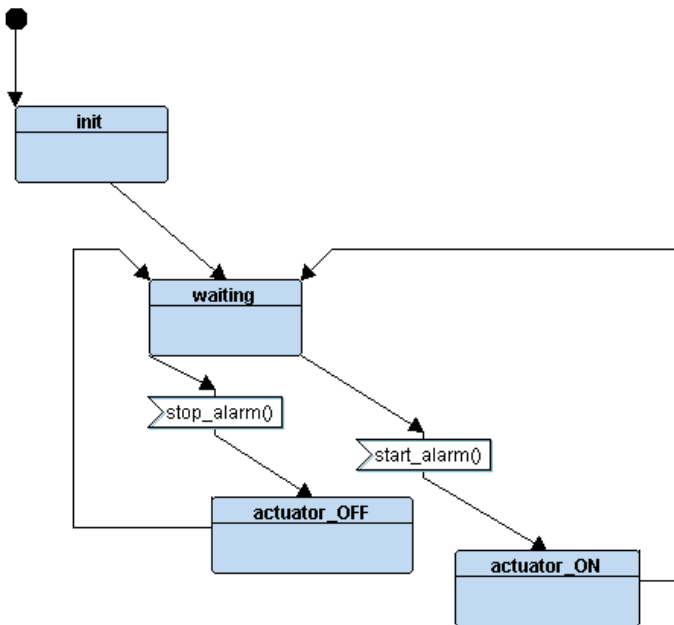 init
waiting
stop_alarm()
start_alarm()
actuator_OFF
actuator_ON